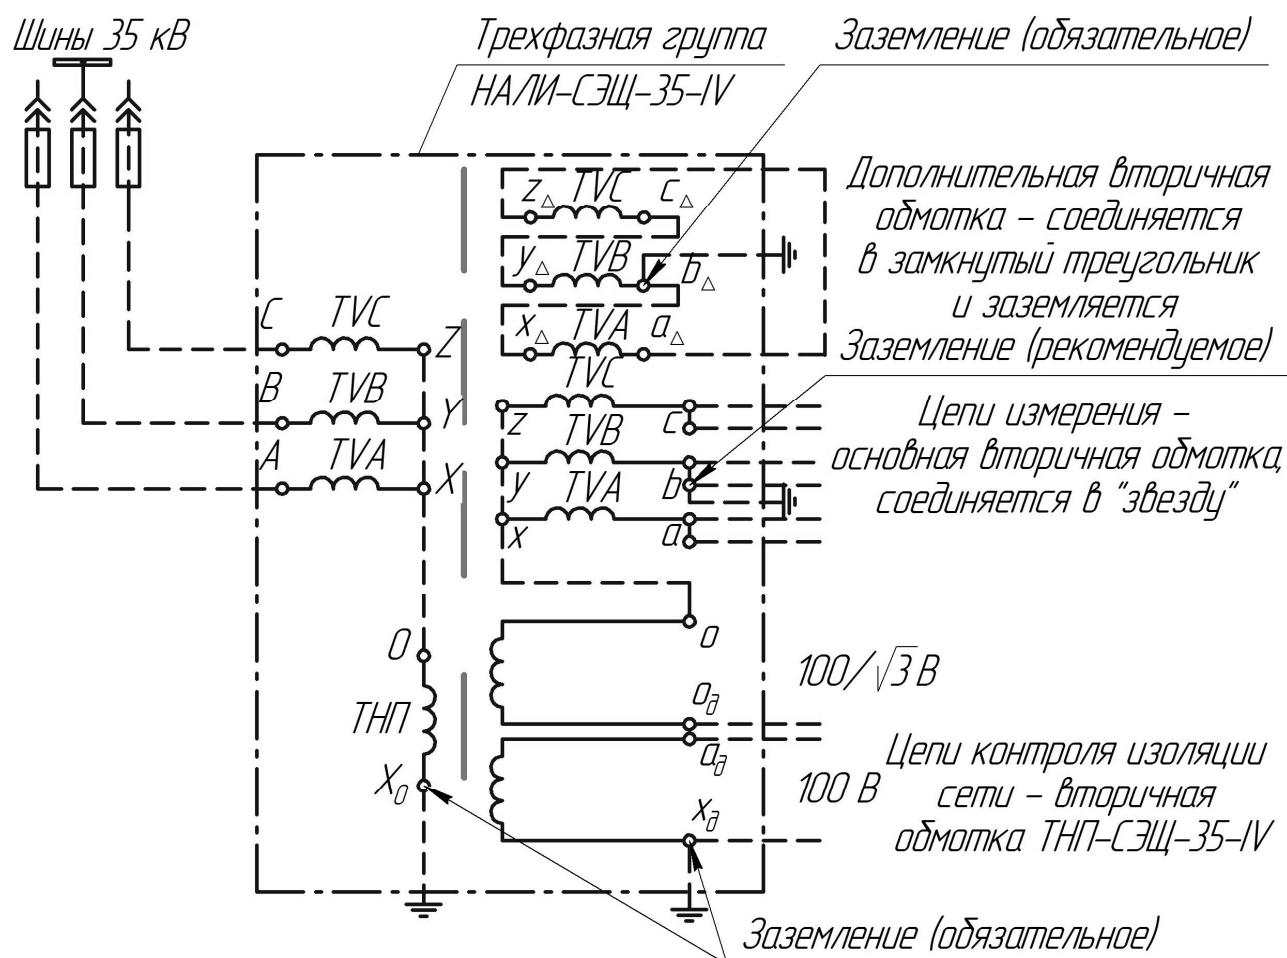 Шины 35 кВ
Трехфазная группа
НАЛИ-СЭЩ-35-IV
Заземление (обязательное)
z△ TVC c△
y△ TVB b△
x△ TVA a△
Дополнительная вторичная
обмотка - соединяется
в замкнутый треугольник
и заземляется
Заземление (рекомендуемое)
C TVC Z
B TVB Y
A TVA X
TVC
z c
TVB
y b
TVA
x a
Цепи измерения -
основная вторичная обмотка,
соединяется в "звезду"
O
ТНП
X₀
o
100/√3 В
oд
aд
100 В
xд
Цепи контроля изоляции
сети - вторичная
обмотка ТНП-СЭЩ-35-IV
Заземление (обязательное)